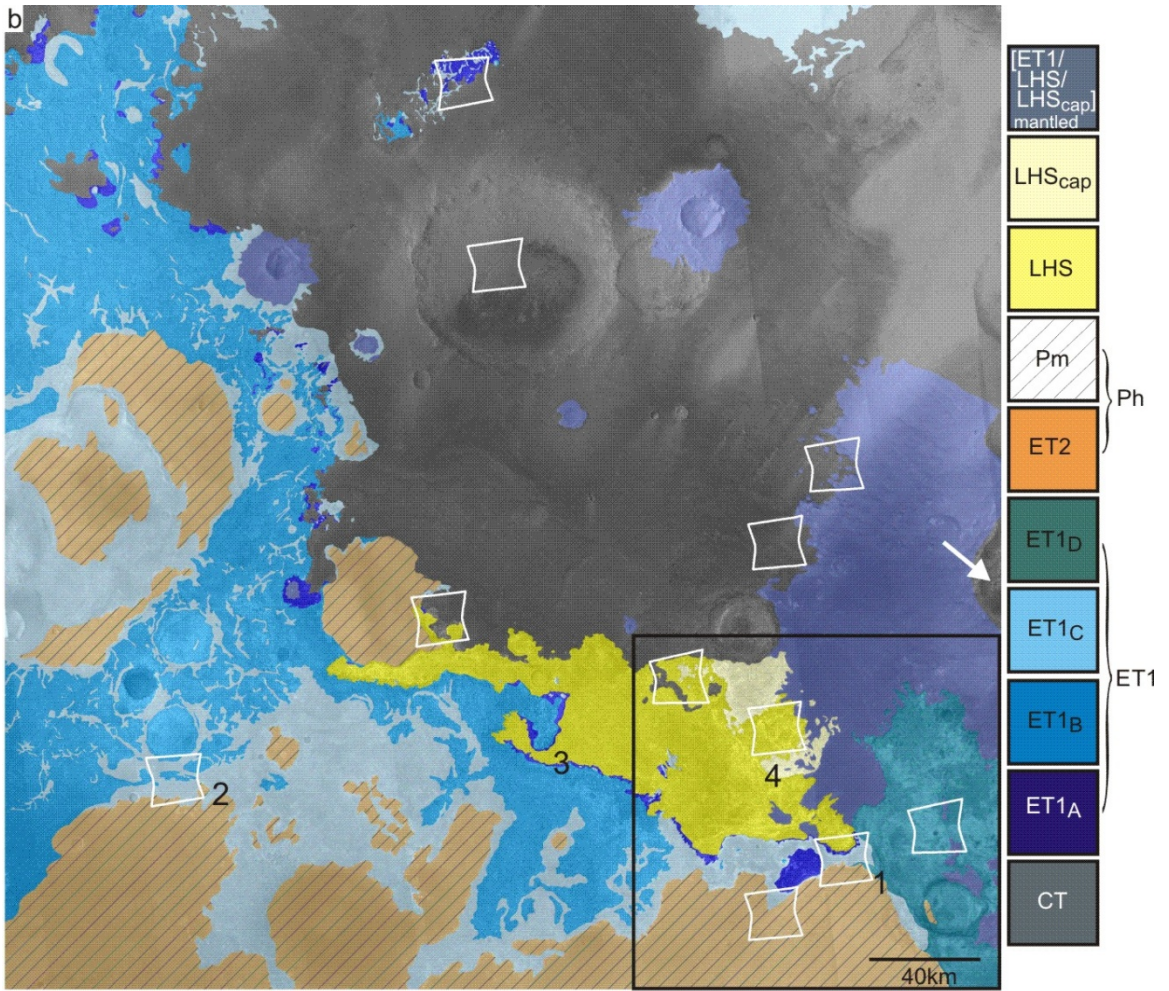 b
[ET1/
LHS/
LHScap]
mantled
LHScap
LHS
Pm
Ph
ET2
ET1D
ET1C
ET1
ET1B
ET1A
CT
2
3
4
1
40km